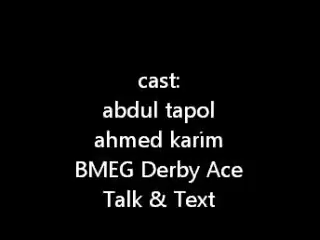 cast:
abdul tapol
ahmed karim
BMEG Derby Ace
Talk & Text